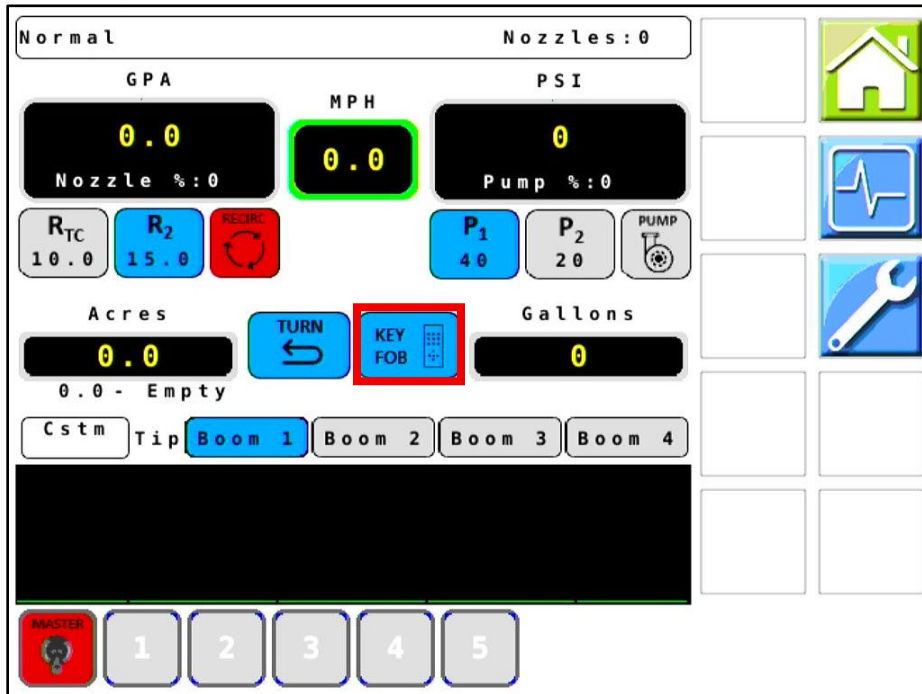 Normal Nozzles:0
GPA MPH PSI
0.0 0.0 0
Nozzle %:0 Pump %:0
RTC R2 RECIRC P1 P2 PUMP
10.0 15.0 40 20
Acres TURN KEY FOB Gallons
0.0 0
0.0- Empty
Cstm Tip Boom 1 Boom 2 Boom 3 Boom 4
MASTER 1 2 3 4 5